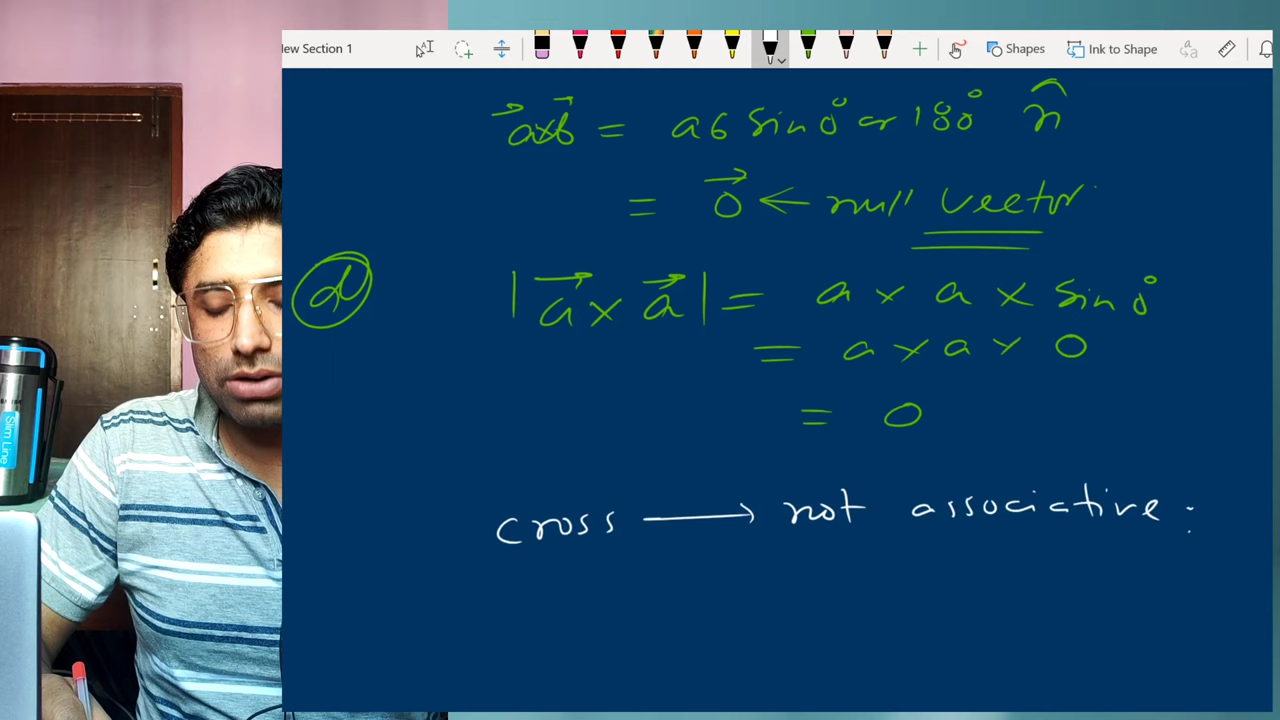 New Section 1
Shapes
Ink to Shape
a⃗×b⃗ = ab sin 0° or 180° n̂
= 0⃗ ← null vector
d |a⃗ × a⃗| = a × a × sin 0°
= a × a × 0
= 0
cross → not associative :
Slim Line